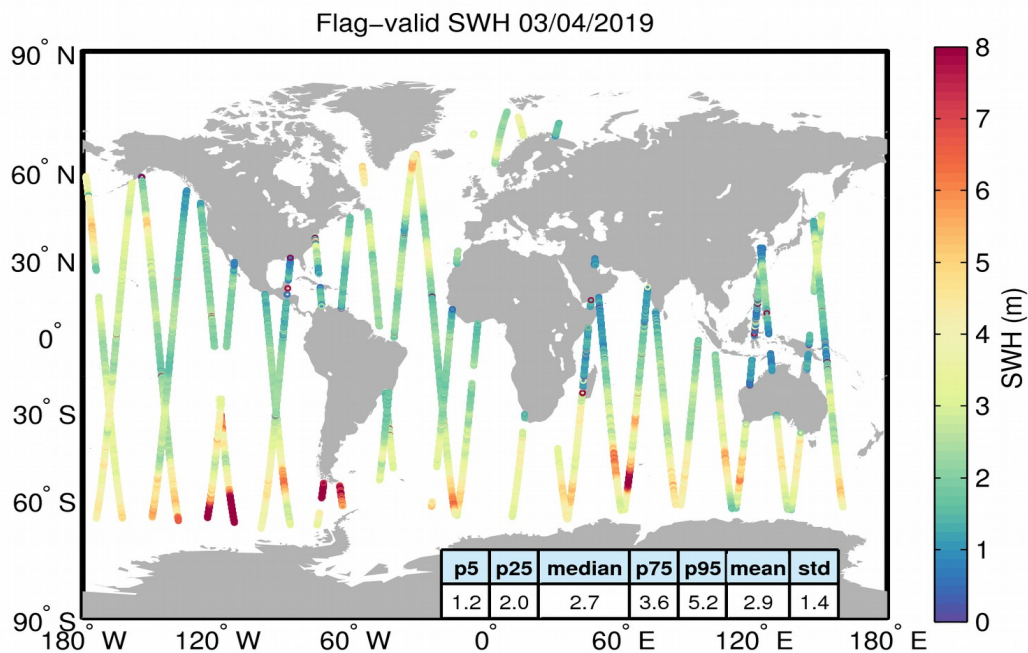 Flag−valid SWH 03/04/2019
90° N
60° N
30° N
0°
30° S
60° S
90° S
180° W
120° W
60° W
0°
60° E
120° E
180° E
p5 p25 median p75 p95 mean std
1.2 2.0 2.7 3.6 5.2 2.9 1.4
8
7
6
5
4
3
2
1
0
SWH (m)